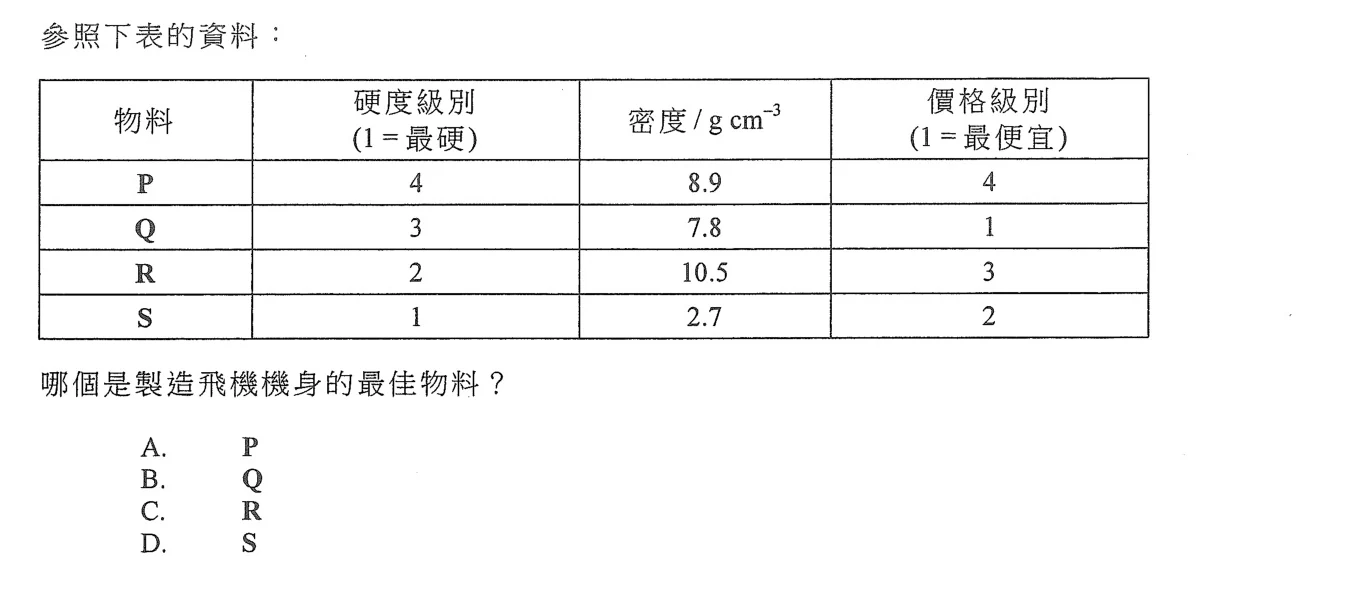 參照下表的資料：
物料 硬度級別 (1 = 最硬) 密度 / g cm⁻³ 價格級別 (1 = 最便宜)
P 4 8.9 4
Q 3 7.8 1
R 2 10.5 3
S 1 2.7 2
哪個是製造飛機機身的最佳物料？
A. P
B. Q
C. R
D. S